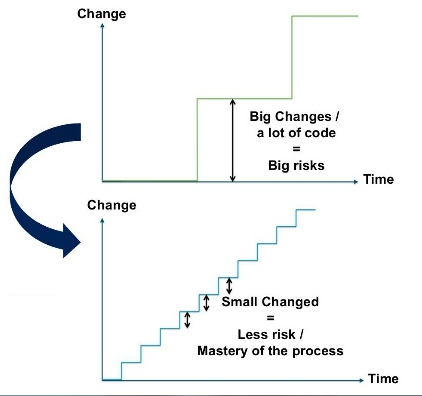 Change
Big Changes /
a lot of code
=
Big risks
Time
Change
Small Changed
=
Less risk /
Mastery of the process
Time